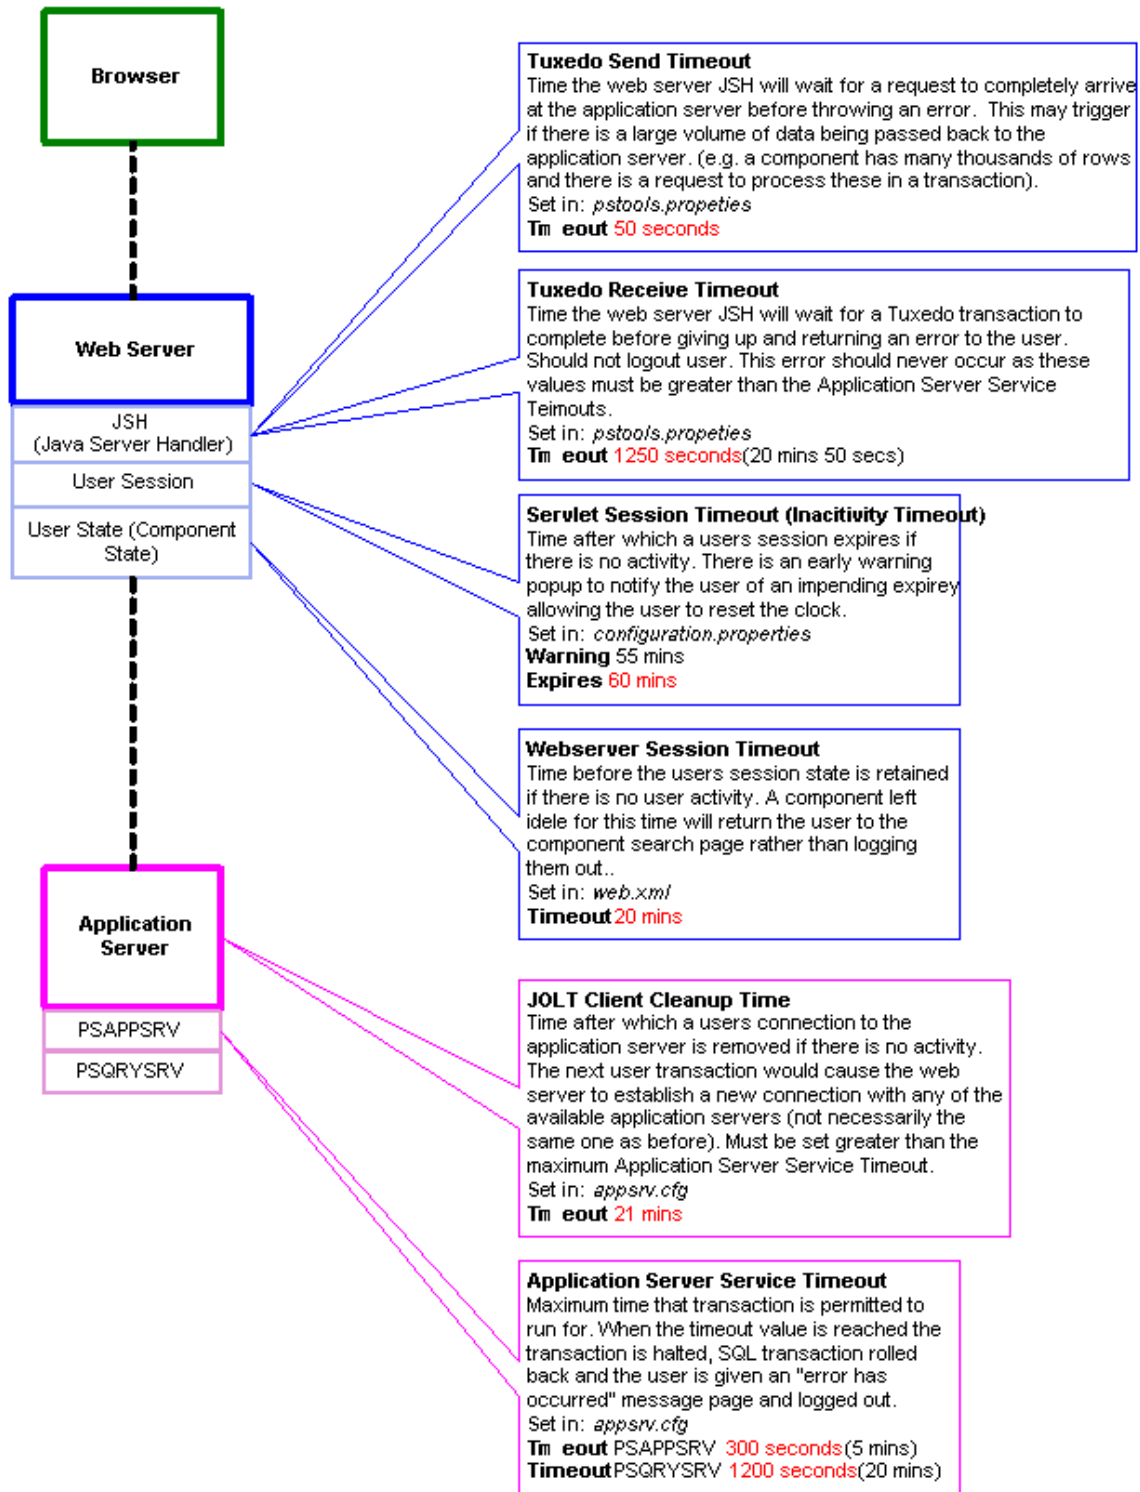 Browser
Web Server
JSH
(Java Server Handler)
User Session
User State (Component
State)
Application
Server
PSAPPSRV
PSQRYSRV
Tuxedo Send Timeout
Time the web server JSH will wait for a request to completely arrive
at the application server before throwing an error. This may trigger
if there is a large volume of data being passed back to the
application server. (e.g. a component has many thousands of rows
and there is a request to process these in a transaction).
Set in: pstools.propeties
Tm eout 50 seconds
Tuxedo Receive Timeout
Time the web server JSH will wait for a Tuxedo transaction to
complete before giving up and returning an error to the user.
Should not logout user. This error should never occur as these
values must be greater than the Application Server Service
Teimouts.
Set in: pstools.propeties
Tm eout 1250 seconds(20 mins 50 secs)
Servlet Session Timeout (Inacitivity Timeout)
Time after which a users session expires if
there is no activity. There is an early warning
popup to notify the user of an impending expirey
allowing the user to reset the clock.
Set in: configuration.properties
Warning 55 mins
Expires 60 mins
Webserver Session Timeout
Time before the users session state is retained
if there is no user activity. A component left
idele for this time will return the user to the
component search page rather than logging
them out..
Set in: web.xml
Timeout 20 mins
JOLT Client Cleanup Time
Time after which a users connection to the
application server is removed if there is no activity.
The next user transaction would cause the web
server to establish a new connection with any of the
available application servers (not necessarily the
same one as before). Must be set greater than the
maximum Application Server Service Timeout.
Set in: appsrv.cfg
Tm eout 21 mins
Application Server Service Timeout
Maximum time that transaction is permitted to
run for. When the timeout value is reached the
transaction is halted, SQL transaction rolled
back and the user is given an "error has
occurred" message page and logged out.
Set in: appsrv.cfg
Tm eout PSAPPSRV 300 seconds(5 mins)
Timeout PSQRYSRV 1200 seconds(20 mins)